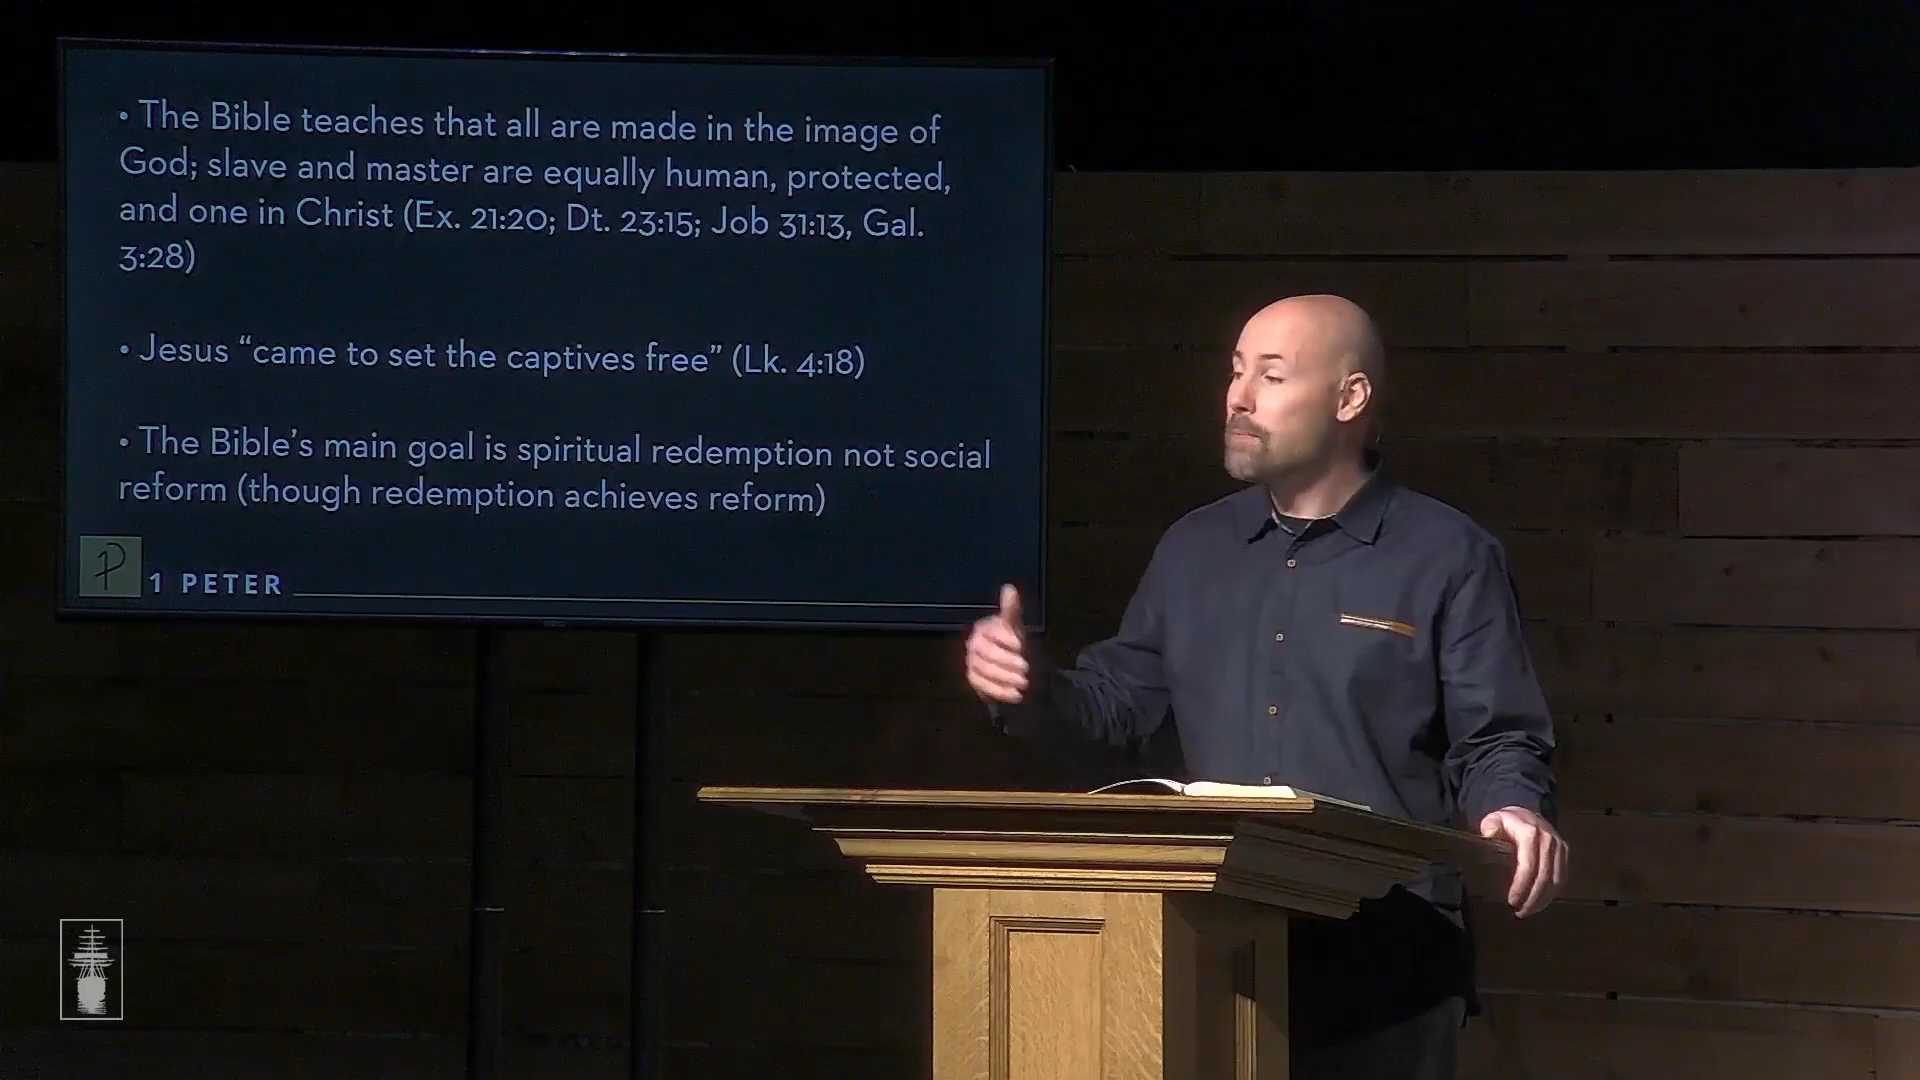 • The Bible teaches that all are made in the image of
God; slave and master are equally human, protected,
and one in Christ (Ex. 21:20; Dt. 23:15; Job 31:13, Gal.
3:28)
• Jesus “came to set the captives free” (Lk. 4:18)
• The Bible’s main goal is spiritual redemption not social
reform (though redemption achieves reform)
1 PETER